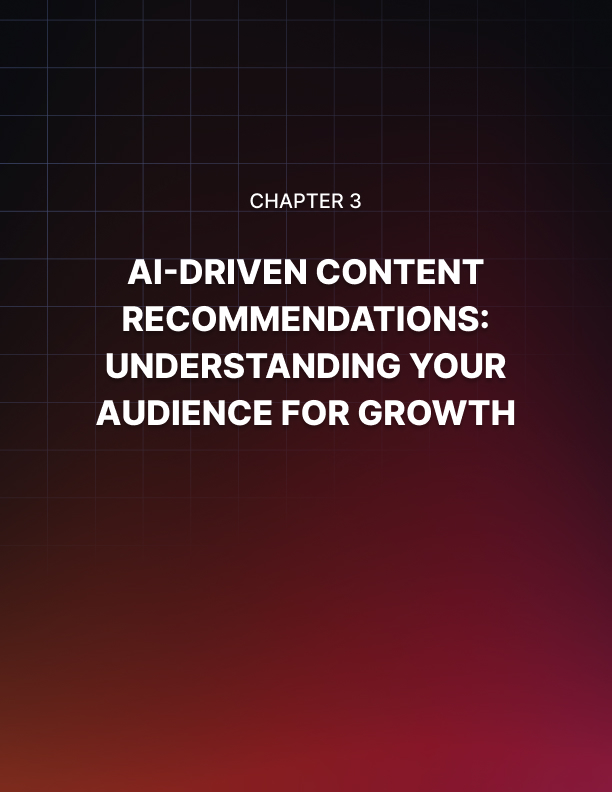 CHAPTER 3
AI-DRIVEN CONTENT
RECOMMENDATIONS:
UNDERSTANDING YOUR
AUDIENCE FOR GROWTH